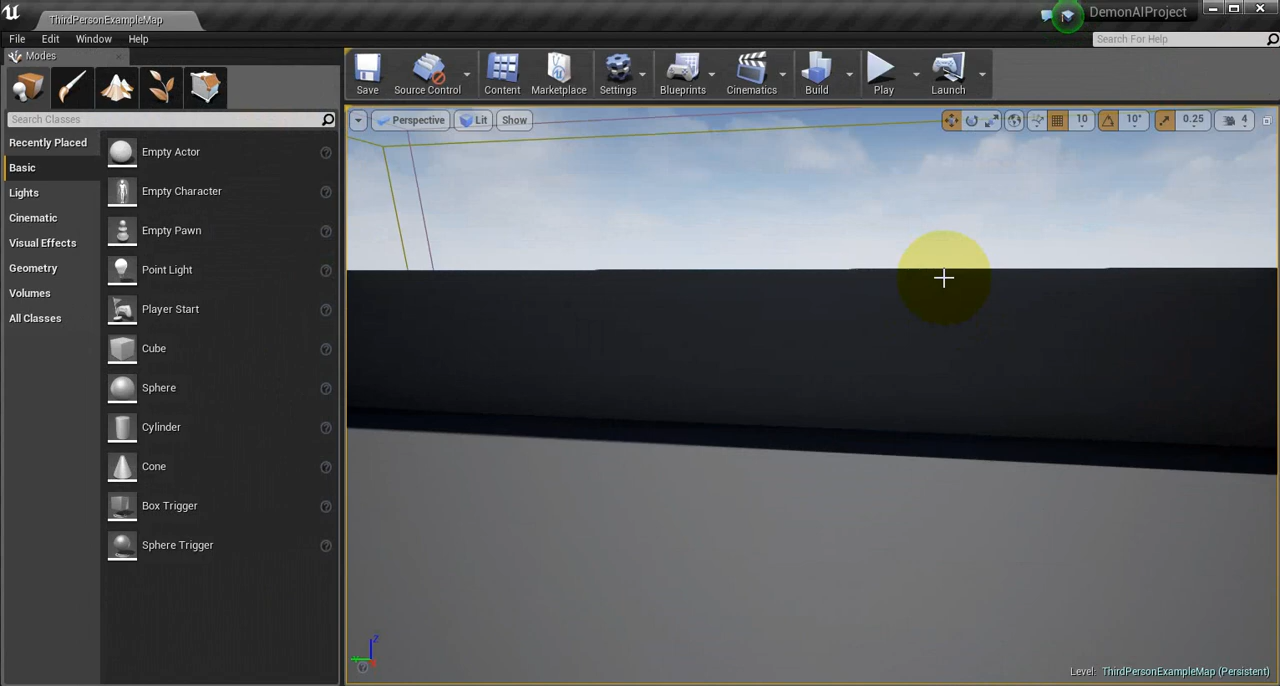 ThirdPersonExampleMap
DemonAIProject
File Edit Window Help
Search For Help
Modes
Save Source Control Content Marketplace Settings Blueprints Cinematics Build Play Launch
Search Classes
Perspective Lit Show 10 10° 0.25 4
Recently Placed
Basic
Lights
Cinematic
Visual Effects
Geometry
Volumes
All Classes
Empty Actor
Empty Character
Empty Pawn
Point Light
Player Start
Cube
Sphere
Cylinder
Cone
Box Trigger
Sphere Trigger
Z
Level: ThirdPersonExampleMap (Persistent)